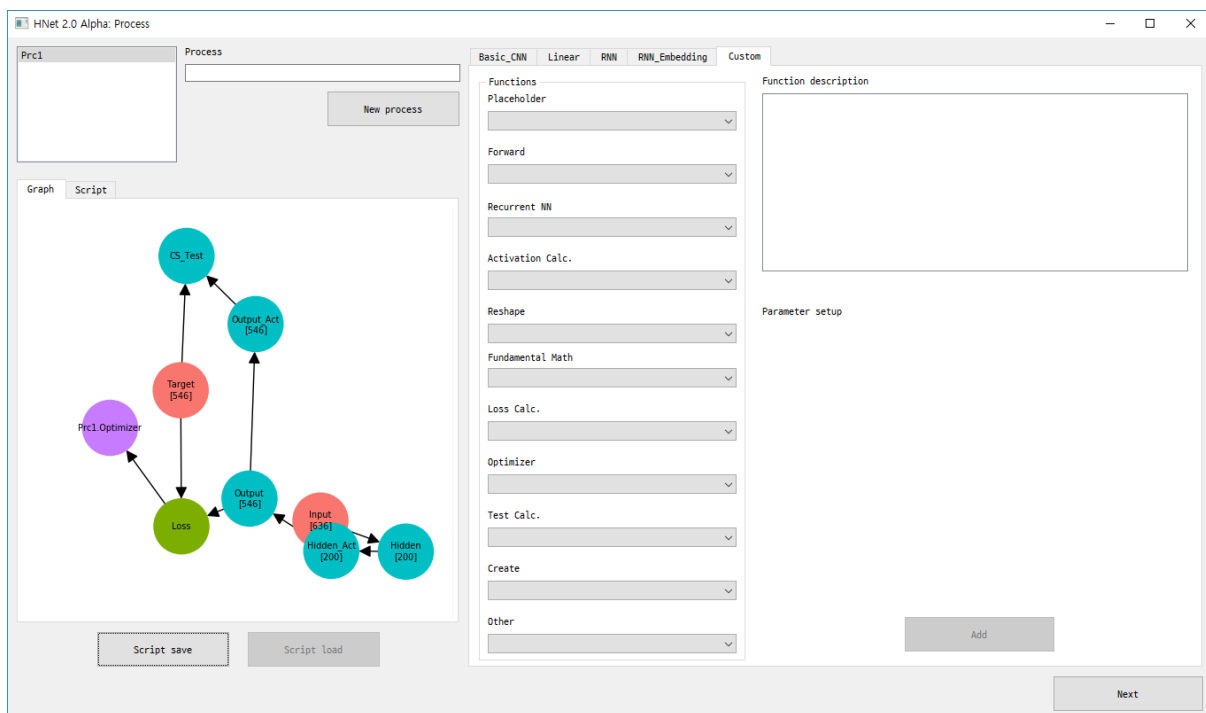 HNet 2.0 Alpha: Process
Prc1
Process
New process
Graph
Script
CS_Test
Output_Act
[546]
Target
[546]
Prc1.Optimizer
Output
[546]
Input
[636]
Loss
Hidden_Act
[200]
Hidden
[200]
Script save
Script load
Basic_CNN
Linear
RNN
RNN_Embedding
Custom
Functions
Placeholder
Forward
Recurrent NN
Activation Calc.
Reshape
Fundamental Math
Loss Calc.
Optimizer
Test Calc.
Create
Other
Function description
Parameter setup
Add
Next